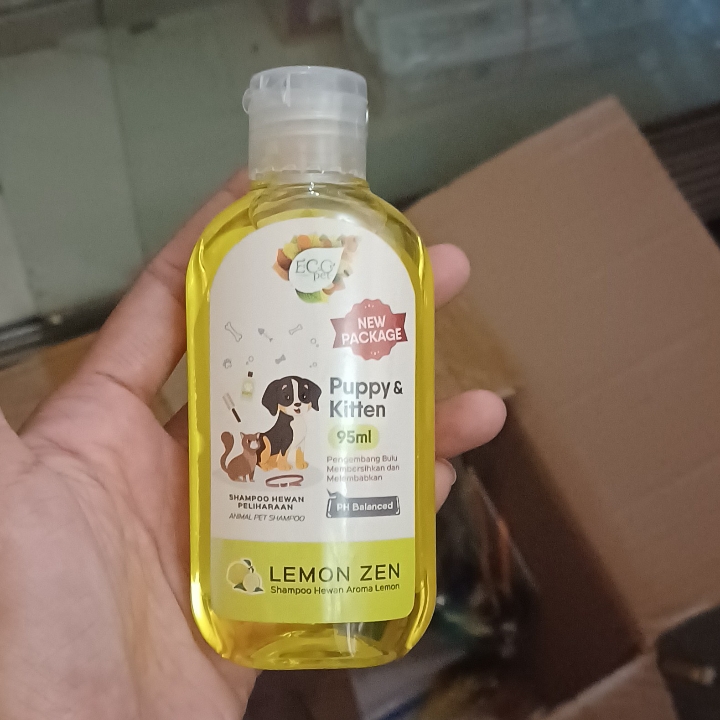 ECO
pet
NEW
PACKAGE
Puppy &
Kitten
95ml
Pengembang Bulu
Membersihkan dan
Melembabkan
PH Balanced
SHAMPOO HEWAN
PELIHARAAN
ANIMAL PET SHAMPOO
LEMON ZEN
Shampoo Hewan Aroma Lemon